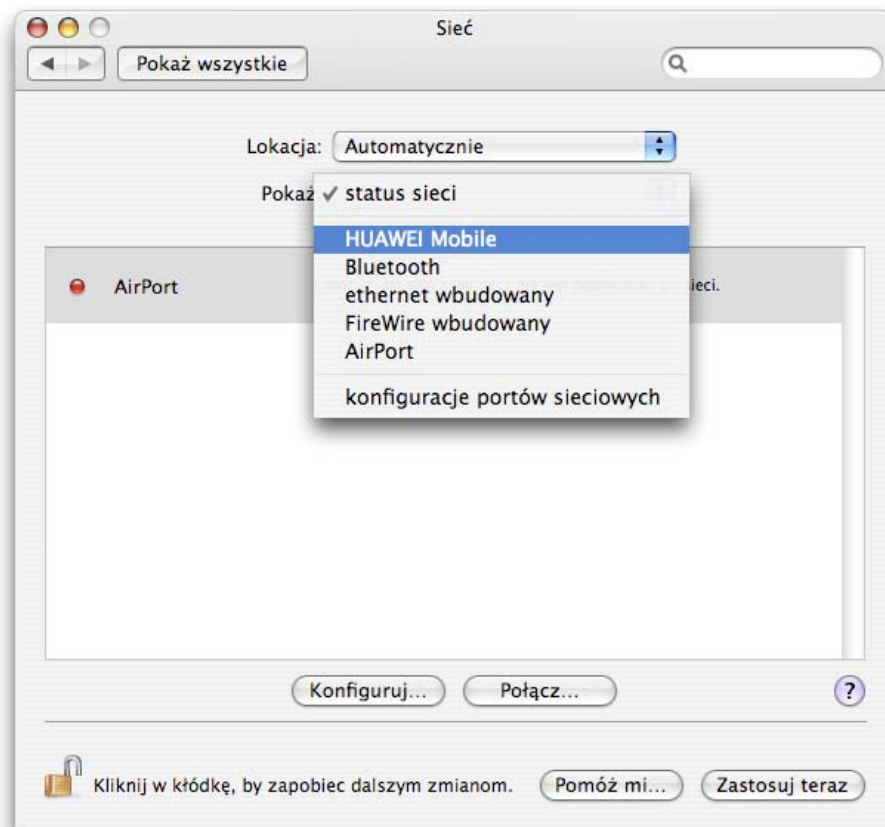 Sieć
Pokaż wszystkie
Lokacja: Automatycznie
Pokaż ✓ status sieci
HUAWEI Mobile
Bluetooth
AirPort
ethernet wbudowany
ieci.
FireWire wbudowany
AirPort
konfiguracje portów sieciowych
Konfiguruj... Połącz... ?
Kliknij w kłódkę, by zapobiec dalszym zmianom. Pomóż mi... Zastosuj teraz